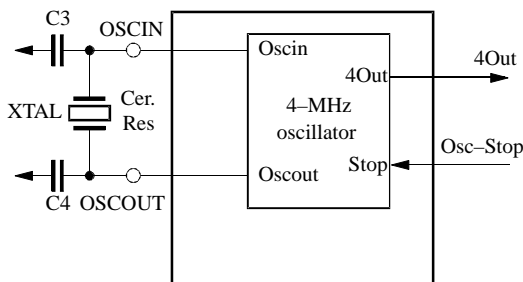 C3
OSCIN
Oscin
4Out
4Out
XTAL
Cer.
Res
4–MHz
oscillator
Osc–Stop
Stop
Oscout
C4
OSCOUT